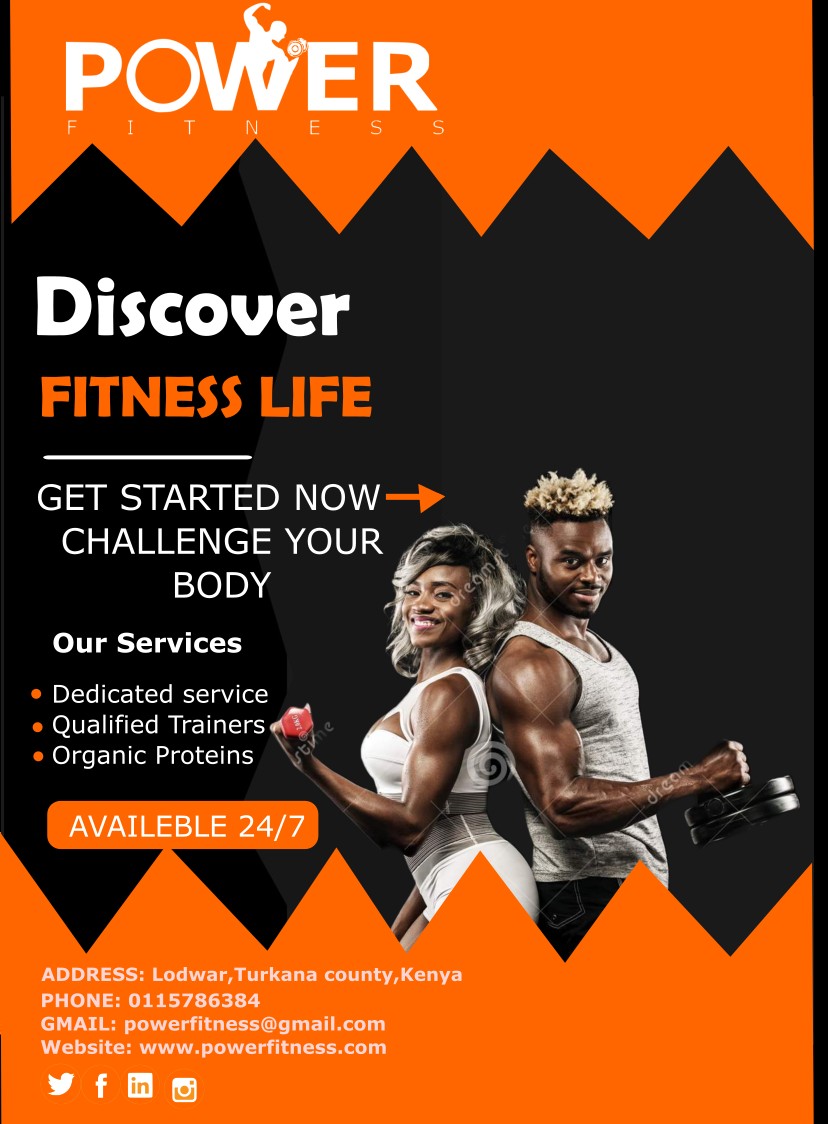 POWER
FITNESS
Discover
FITNESS LIFE
GET STARTED NOW
CHALLENGE YOUR
BODY
Our Services
Dedicated service
Qualified Trainers
Organic Proteins
AVAILEBLE 24/7
ADDRESS: Lodwar,Turkana county,Kenya
PHONE: 0115786384
GMAIL: powerfitness@gmail.com
Website: www.powerfitness.com